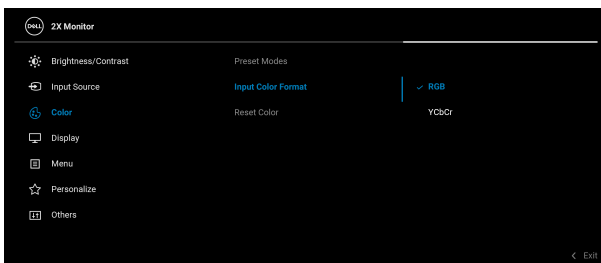 DELL 2X Monitor
Brightness/Contrast Preset Modes
Input Source Input Color Format RGB
Color Reset Color YCbCr
Display
Menu
Personalize
Others
Exit